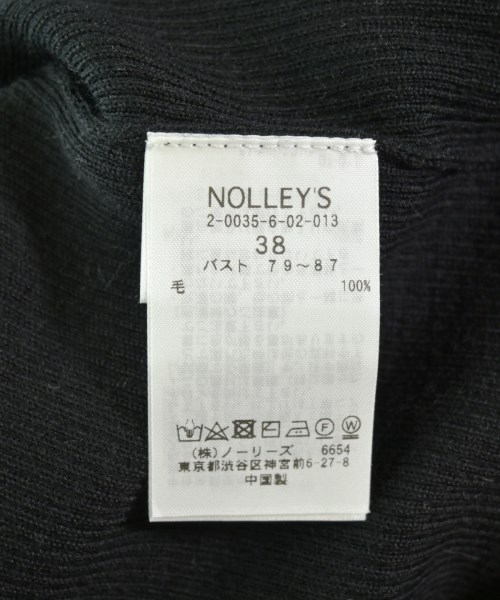 NOLLEY'S
2-0035-6-02-013
38
バスト 79～87
毛 100%
F W
(株)ノーリーズ 6654
東京都渋谷区神宮前6-27-8
中国製